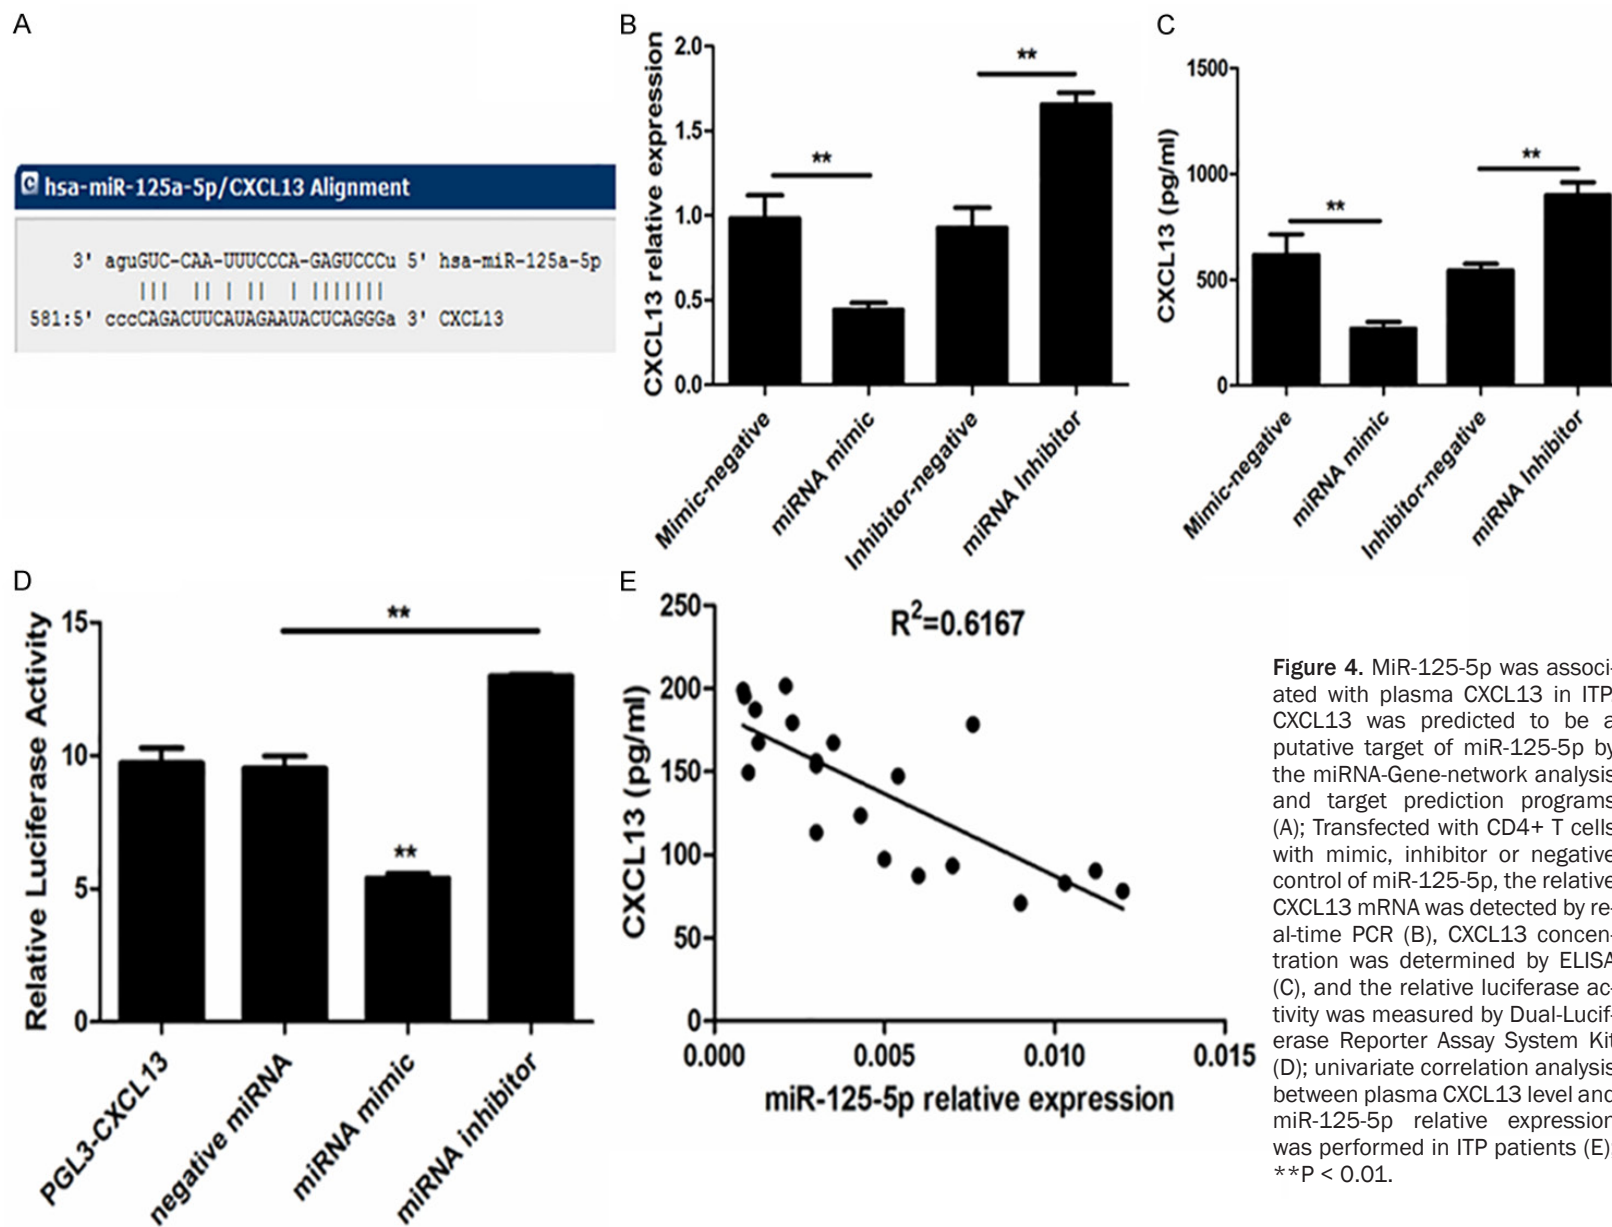 A
hsa-miR-125a-5p/CXCL13 Alignment
3' aguGUC-CAA-UUUCCCA-GAGUCCCu 5' hsa-miR-125a-5p
||| || | || | |||||||
581:5' cccCAGACUUCAUAGAAUACUCAGGGa 3' CXCL13
B
CXCL13 relative expression
2.0
1.5
1.0
0.5
0.0
**
**
Mimic-negative
miRNA mimic
Inhibitor-negative
miRNA Inhibitor
C
CXCL13 (pg/ml)
1500
1000
500
0
**
**
Mimic-negative
miRNA mimic
Inhibitor-negative
miRNA Inhibitor
D
Relative Luciferase Activity
15
10
5
0
**
**
PGL3-CXCL13
negative miRNA
miRNA mimic
miRNA inhibitor
E
CXCL13 (pg/ml)
250
200
150
100
50
0
R²=0.6167
0.000 0.005 0.010 0.015
miR-125-5p relative expression
Figure 4. MiR-125-5p was associ-
ated with plasma CXCL13 in ITP.
CXCL13 was predicted to be a
putative target of miR-125-5p by
the miRNA-Gene-network analysis
and target prediction programs
(A); Transfected with CD4+ T cells
with mimic, inhibitor or negative
control of miR-125-5p, the relative
CXCL13 mRNA was detected by re-
al-time PCR (B), CXCL13 concen-
tration was determined by ELISA
(C), and the relative luciferase ac-
tivity was measured by Dual-Lucif-
erase Reporter Assay System Kit
(D); univariate correlation analysis
between plasma CXCL13 level and
miR-125-5p relative expression
was performed in ITP patients (E);
**P < 0.01.